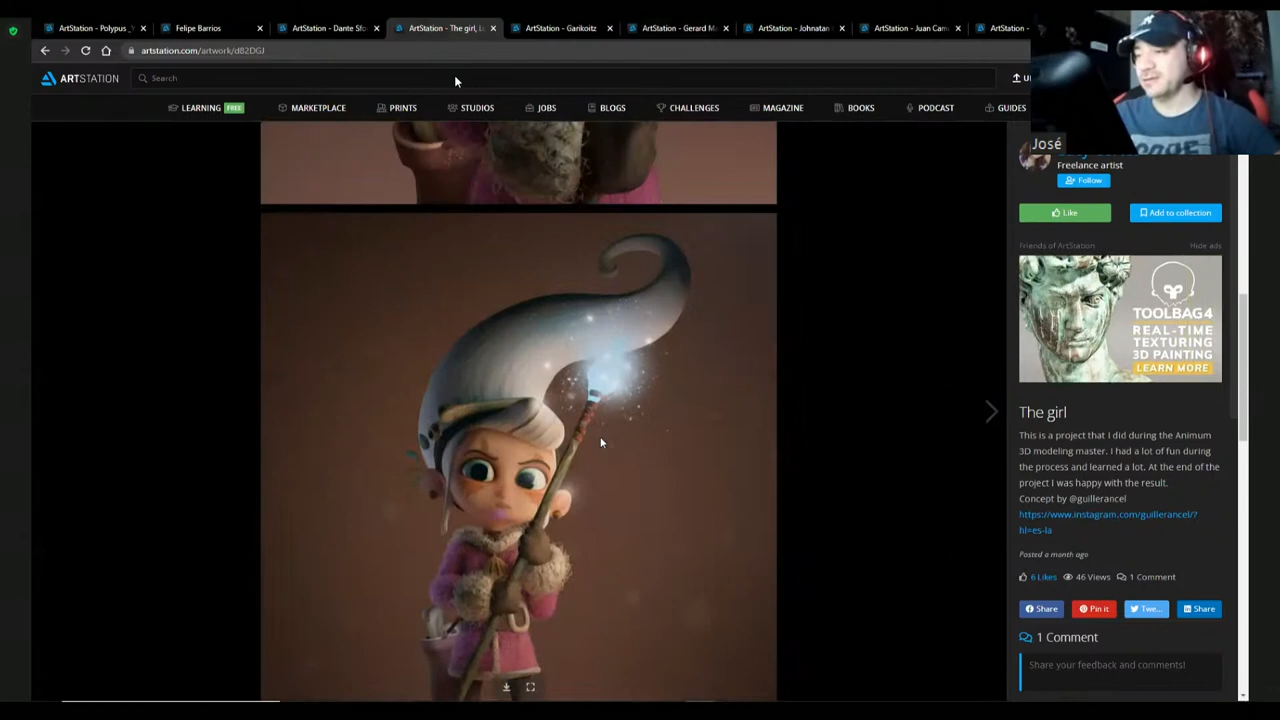 ArtStation - Polypus_
Felipe Barrios
ArtStation - Dante Sfo
ArtStation - The girl, L
ArtStation - Garikoitz
ArtStation - Gerard M
ArtStation - Johnatan
ArtStation - Juan Cam
ArtStation -
artstation.com/artwork/d82DGJ
ARTSTATION
Search
LEARNING FREE
MARKETPLACE
PRINTS
STUDIOS
JOBS
BLOGS
CHALLENGES
MAGAZINE
BOOKS
PODCAST
GUIDES
José
Freelance artist
Follow
Like
Add to collection
Friends of ArtStation
Hide ads
TOOLBAG4
REAL-TIME
TEXTURING
3D PAINTING
LEARN MORE
The girl
This is a project that I did during the Animum
3D modeling master. I had a lot of fun during
the process and learned a lot. At the end of the
project I was happy with the result.
Concept by @guillerancel
https://www.instagram.com/guillerancel/?
hl=es-la
Posted a month ago
6 Likes
46 Views
1 Comment
Share
Pin it
Twe...
Share
1 Comment
Share your feedback and comments!